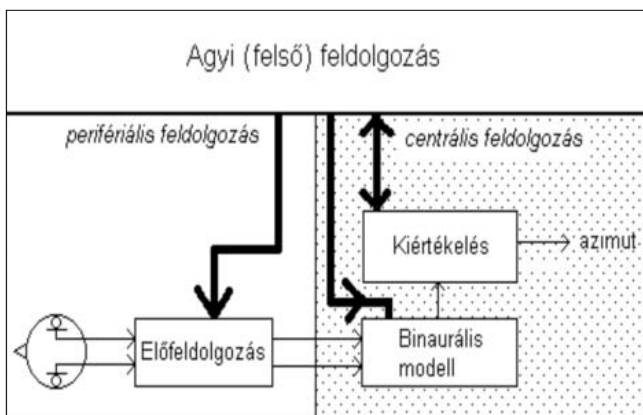 Agyi (felső) feldolgozás
perifériális feldolgozás
centrális feldolgozás
Kiértékelés
azimut
Előfeldolgozás
Binaurális
modell